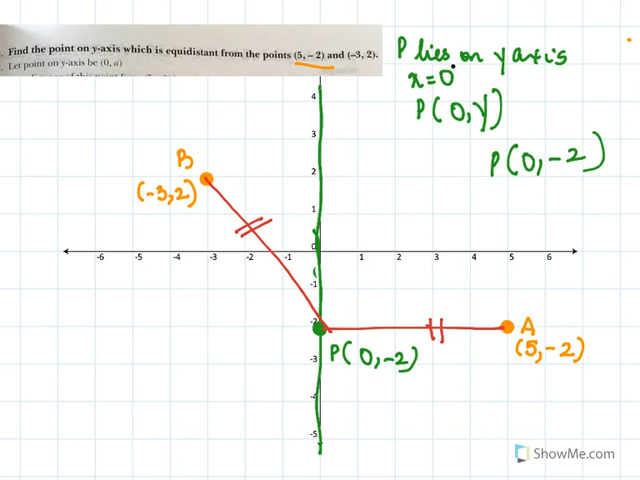 Find the point on y-axis which is equidistant from the points (5, – 2) and (–3, 2).
Let point on y-axis be (0, a)
P lies on y axis
x=0
P(0,y)
P(0,-2)
B
(-3,2)
A
(5,-2)
P(0,-2)
4
3
2
1
0
-1
-2
-3
-4
-5
-6 -5 -4 -3 -2 -1 1 2 3 4 5 6
ShowMe.com